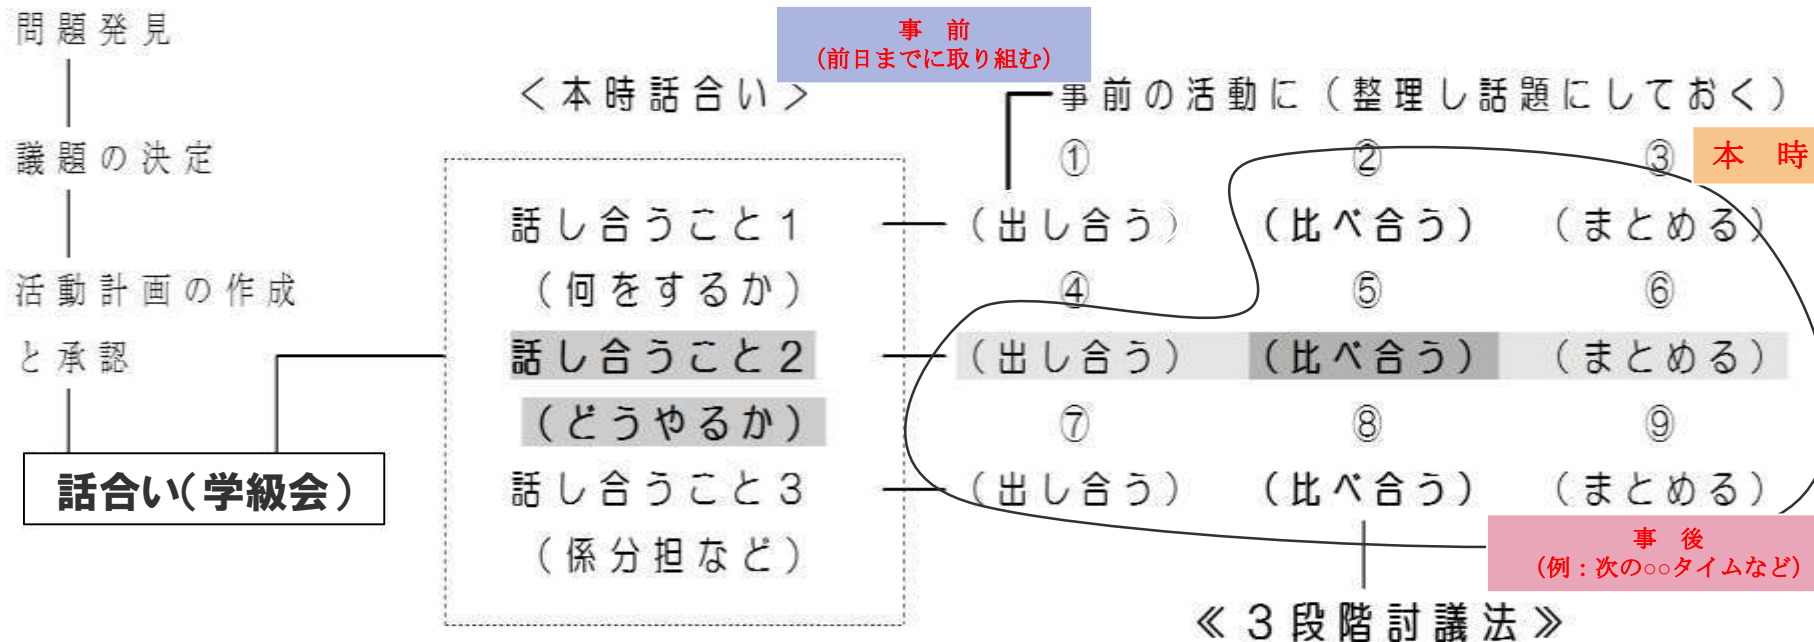 問題発見
議題の決定
活動計画の作成
と承認
話合い(学級会)
＜本時話合い＞
話し合うこと1
(何をするか)
話し合うこと2
(どうやるか)
話し合うこと3
(係分担など)
事 前
(前日までに取り組む)
事前の活動に(整理し話題にしておく)
① ② ③
本 時
(出し合う) (比べ合う) (まとめる)
④ ⑤ ⑥
(出し合う) (比べ合う) (まとめる)
⑦ ⑧ ⑨
(出し合う) (比べ合う) (まとめる)
事 後
(例：次の○○タイムなど)
≪3段階討議法≫